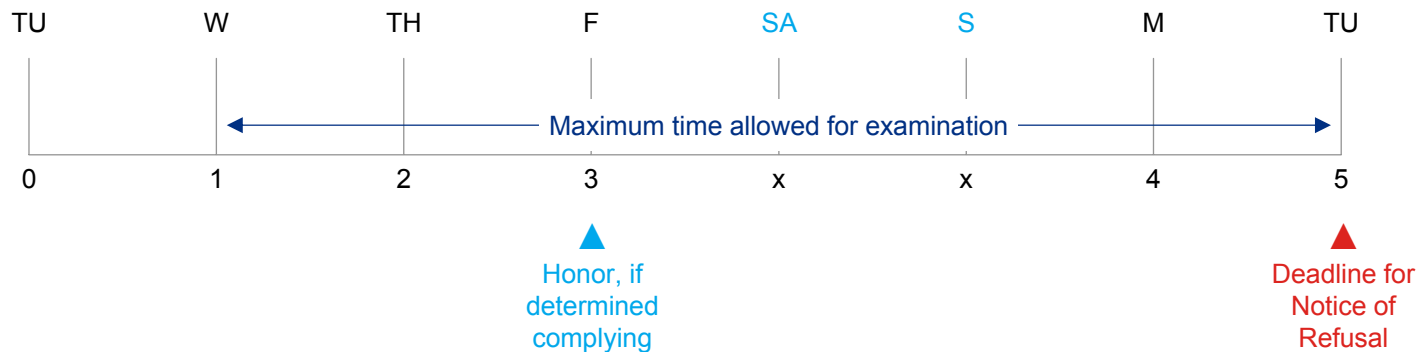 TU W TH F SA S M TU
Maximum time allowed for examination
0 1 2 3 x x 4 5
Honor, if
determined
complying
Deadline for
Notice of
Refusal